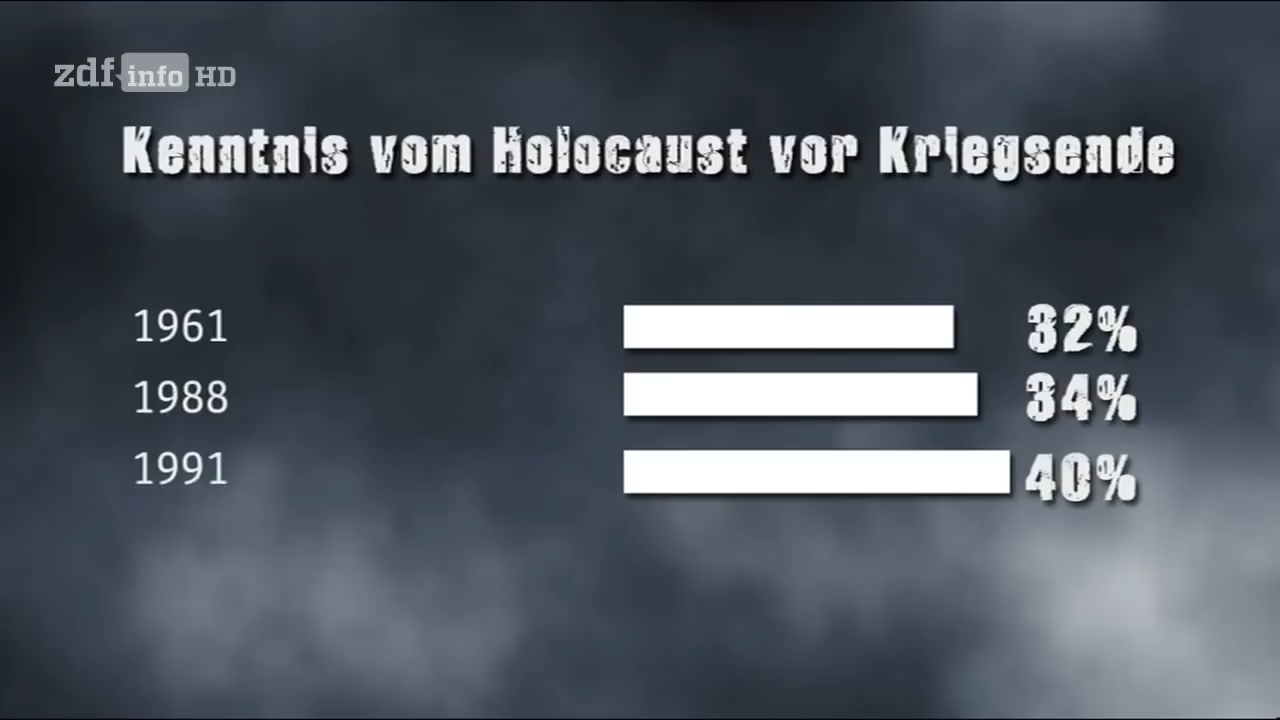 zdf info HD
Kenntnis vom Holocaust vor Kriegsende
1961 32%
1988 34%
1991 40%